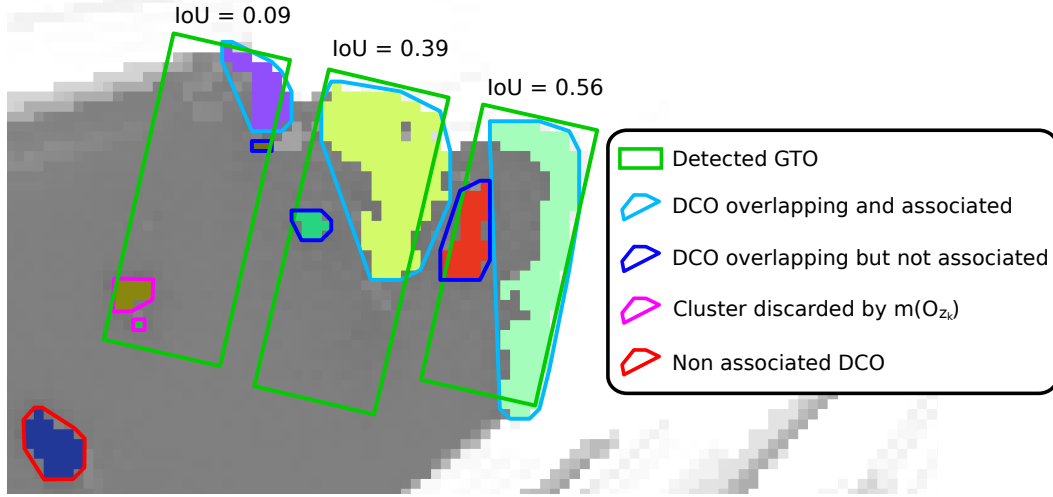 IoU = 0.09
IoU = 0.39
IoU = 0.56
Detected GTO
DCO overlapping and associated
DCO overlapping but not associated
Cluster discarded by m(O_{z_k})
Non associated DCO